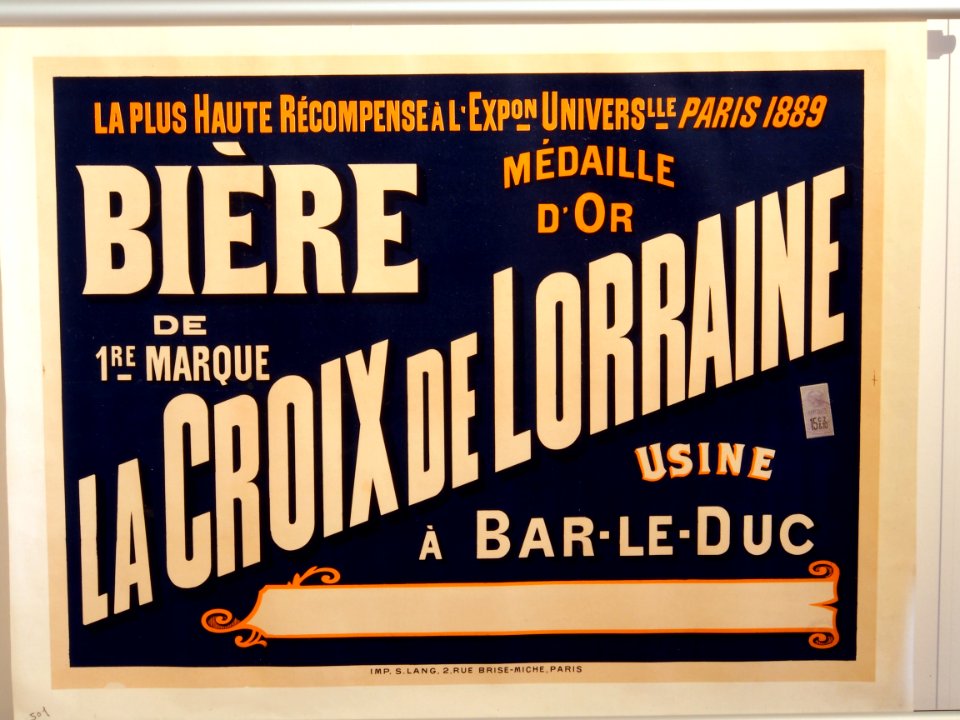 LA PLUS HAUTE RÉCOMPENSE À L'EXPON UNIVERSLLE PARIS 1889
BIÈRE
MÉDAILLE
D'OR
DE
1RE MARQUE
LA CROIX DE LORRAINE
USINE
À BAR-LE-DUC
IMP. S. LANG. 2, RUE BRISE-MICHE, PARIS
501